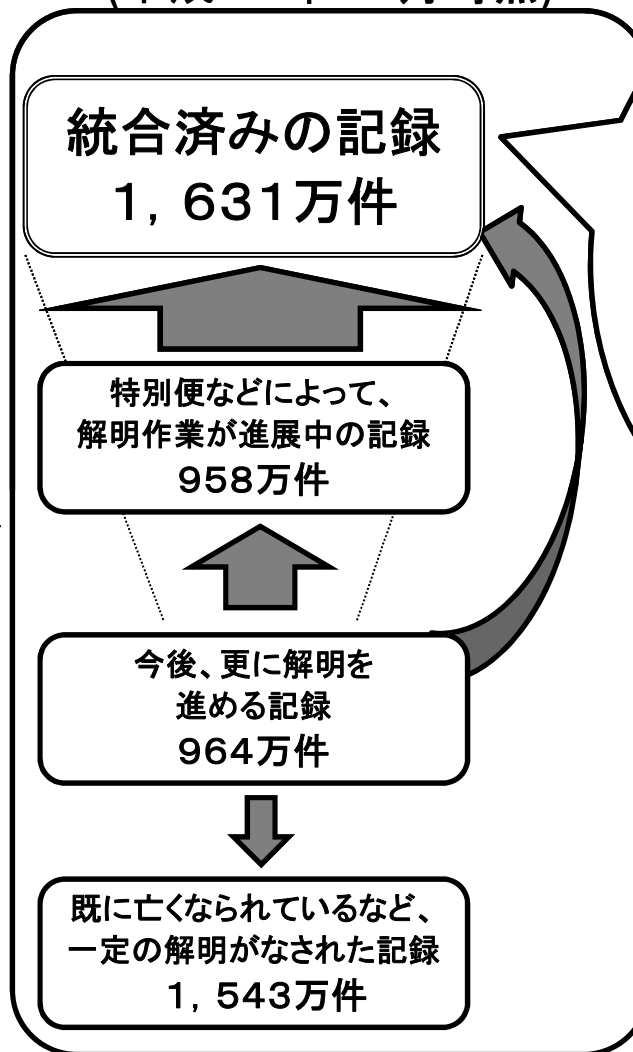 統合済みの記録
1,631万件
特別便などによって、
解明作業が進展中の記録
958万件
今後、更に解明を
進める記録
964万件
既に亡くなられているなど、
一定の解明がなされた記録
1,543万件